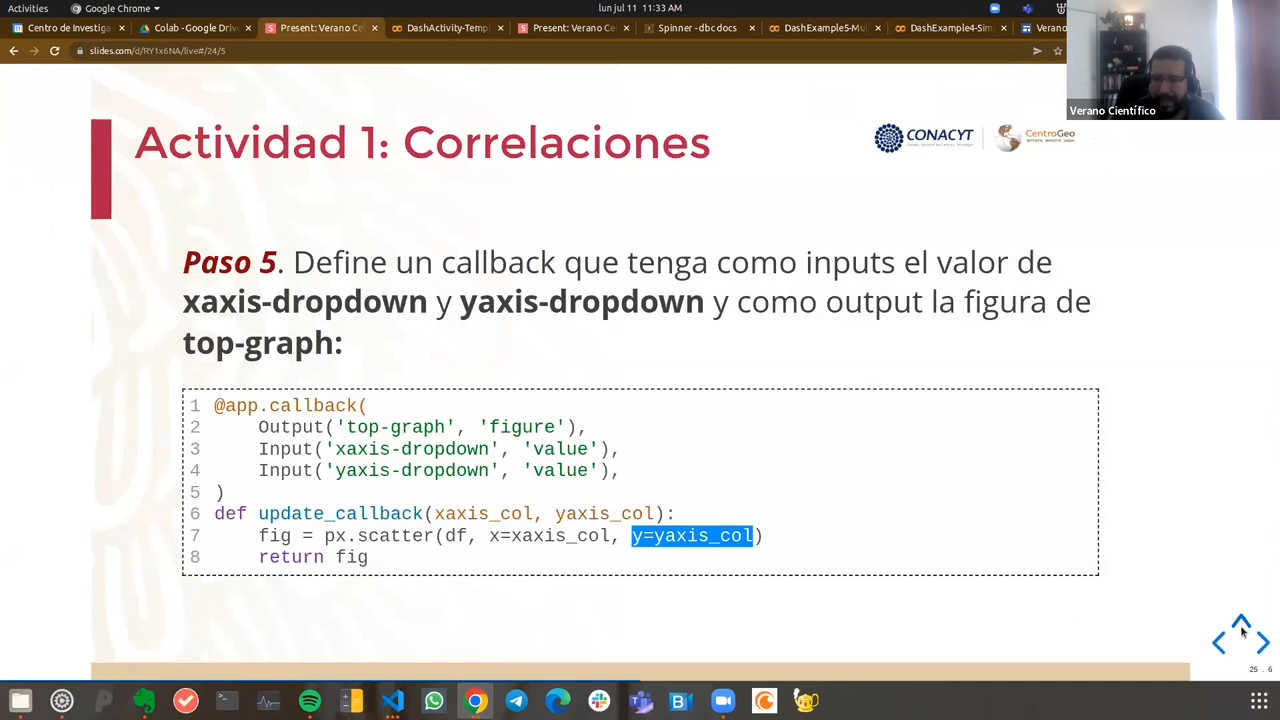 Activities
Google Chrome
lun jul 11 11:33 AM
Centro de Investiga
Colab - Google Driv
Present: Verano Ce
DashActivity-Temp
Present: Verano Ce
Spinner - dbc docs
DashExample5-Mul
DashExample4-Sim
Verano
slides.com/d/RY1x6NA/live#/24/5
Verano Científico
Actividad 1: Correlaciones
CONACYT
CentroGeo
Paso 5. Define un callback que tenga como inputs el valor de
xaxis-dropdown y yaxis-dropdown y como output la figura de
top-graph:
1 @app.callback(
2     Output('top-graph', 'figure'),
3     Input('xaxis-dropdown', 'value'),
4     Input('yaxis-dropdown', 'value'),
5 )
6 def update_callback(xaxis_col, yaxis_col):
7     fig = px.scatter(df, x=xaxis_col, y=yaxis_col)
8     return fig
25 . 6